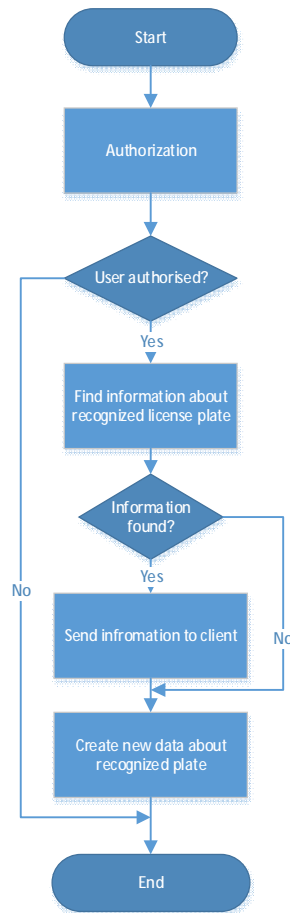 Start
Authorization
User authorised?
Yes
Find information about
recognized license plate
Information
found?
Yes
No
Send infromation to client
No
Create new data about
recognized plate
End